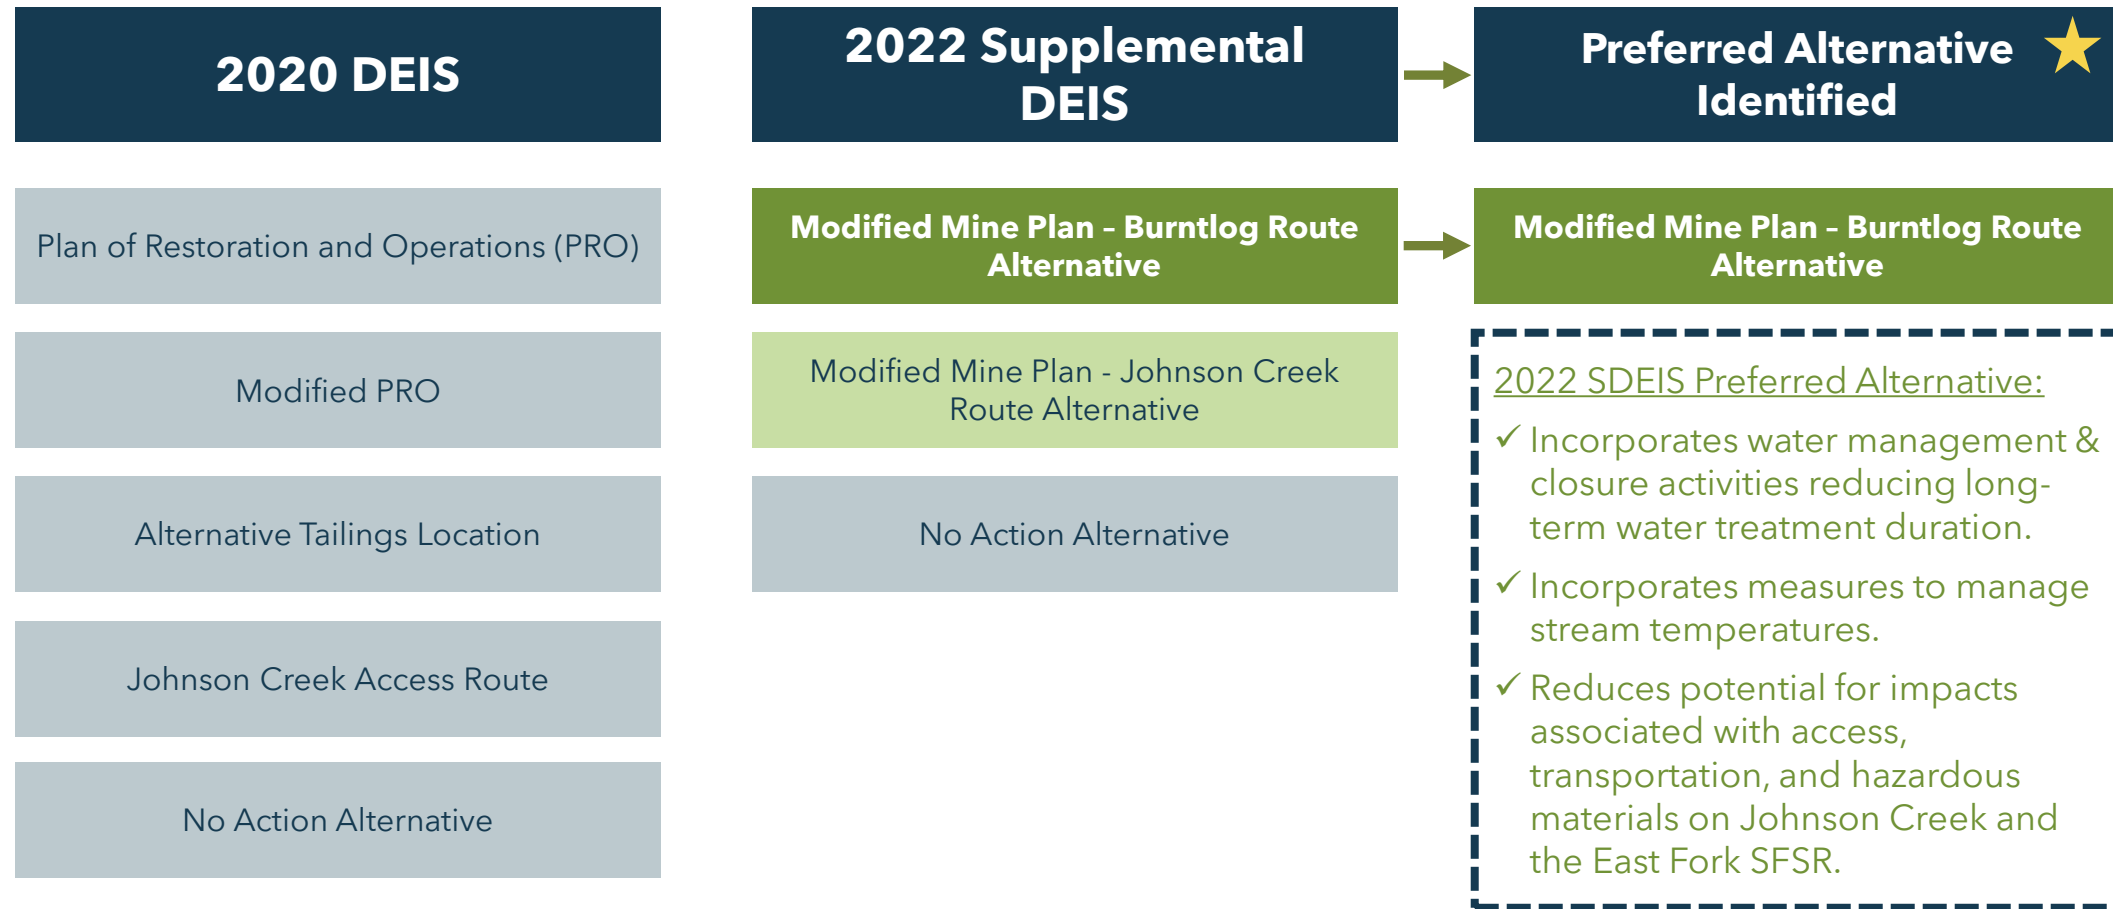 2020 DEIS
Plan of Restoration and Operations (PRO)
Modified PRO
Alternative Tailings Location
Johnson Creek Access Route
No Action Alternative
2022 Supplemental
DEIS
Modified Mine Plan – Burntlog Route
Alternative
Modified Mine Plan - Johnson Creek
Route Alternative
No Action Alternative
Preferred Alternative
Identified
Modified Mine Plan – Burntlog Route
Alternative
2022 SDEIS Preferred Alternative:
✓ Incorporates water management &
closure activities reducing long-
term water treatment duration.
✓ Incorporates measures to manage
stream temperatures.
✓ Reduces potential for impacts
associated with access,
transportation, and hazardous
materials on Johnson Creek and
the East Fork SFSR.